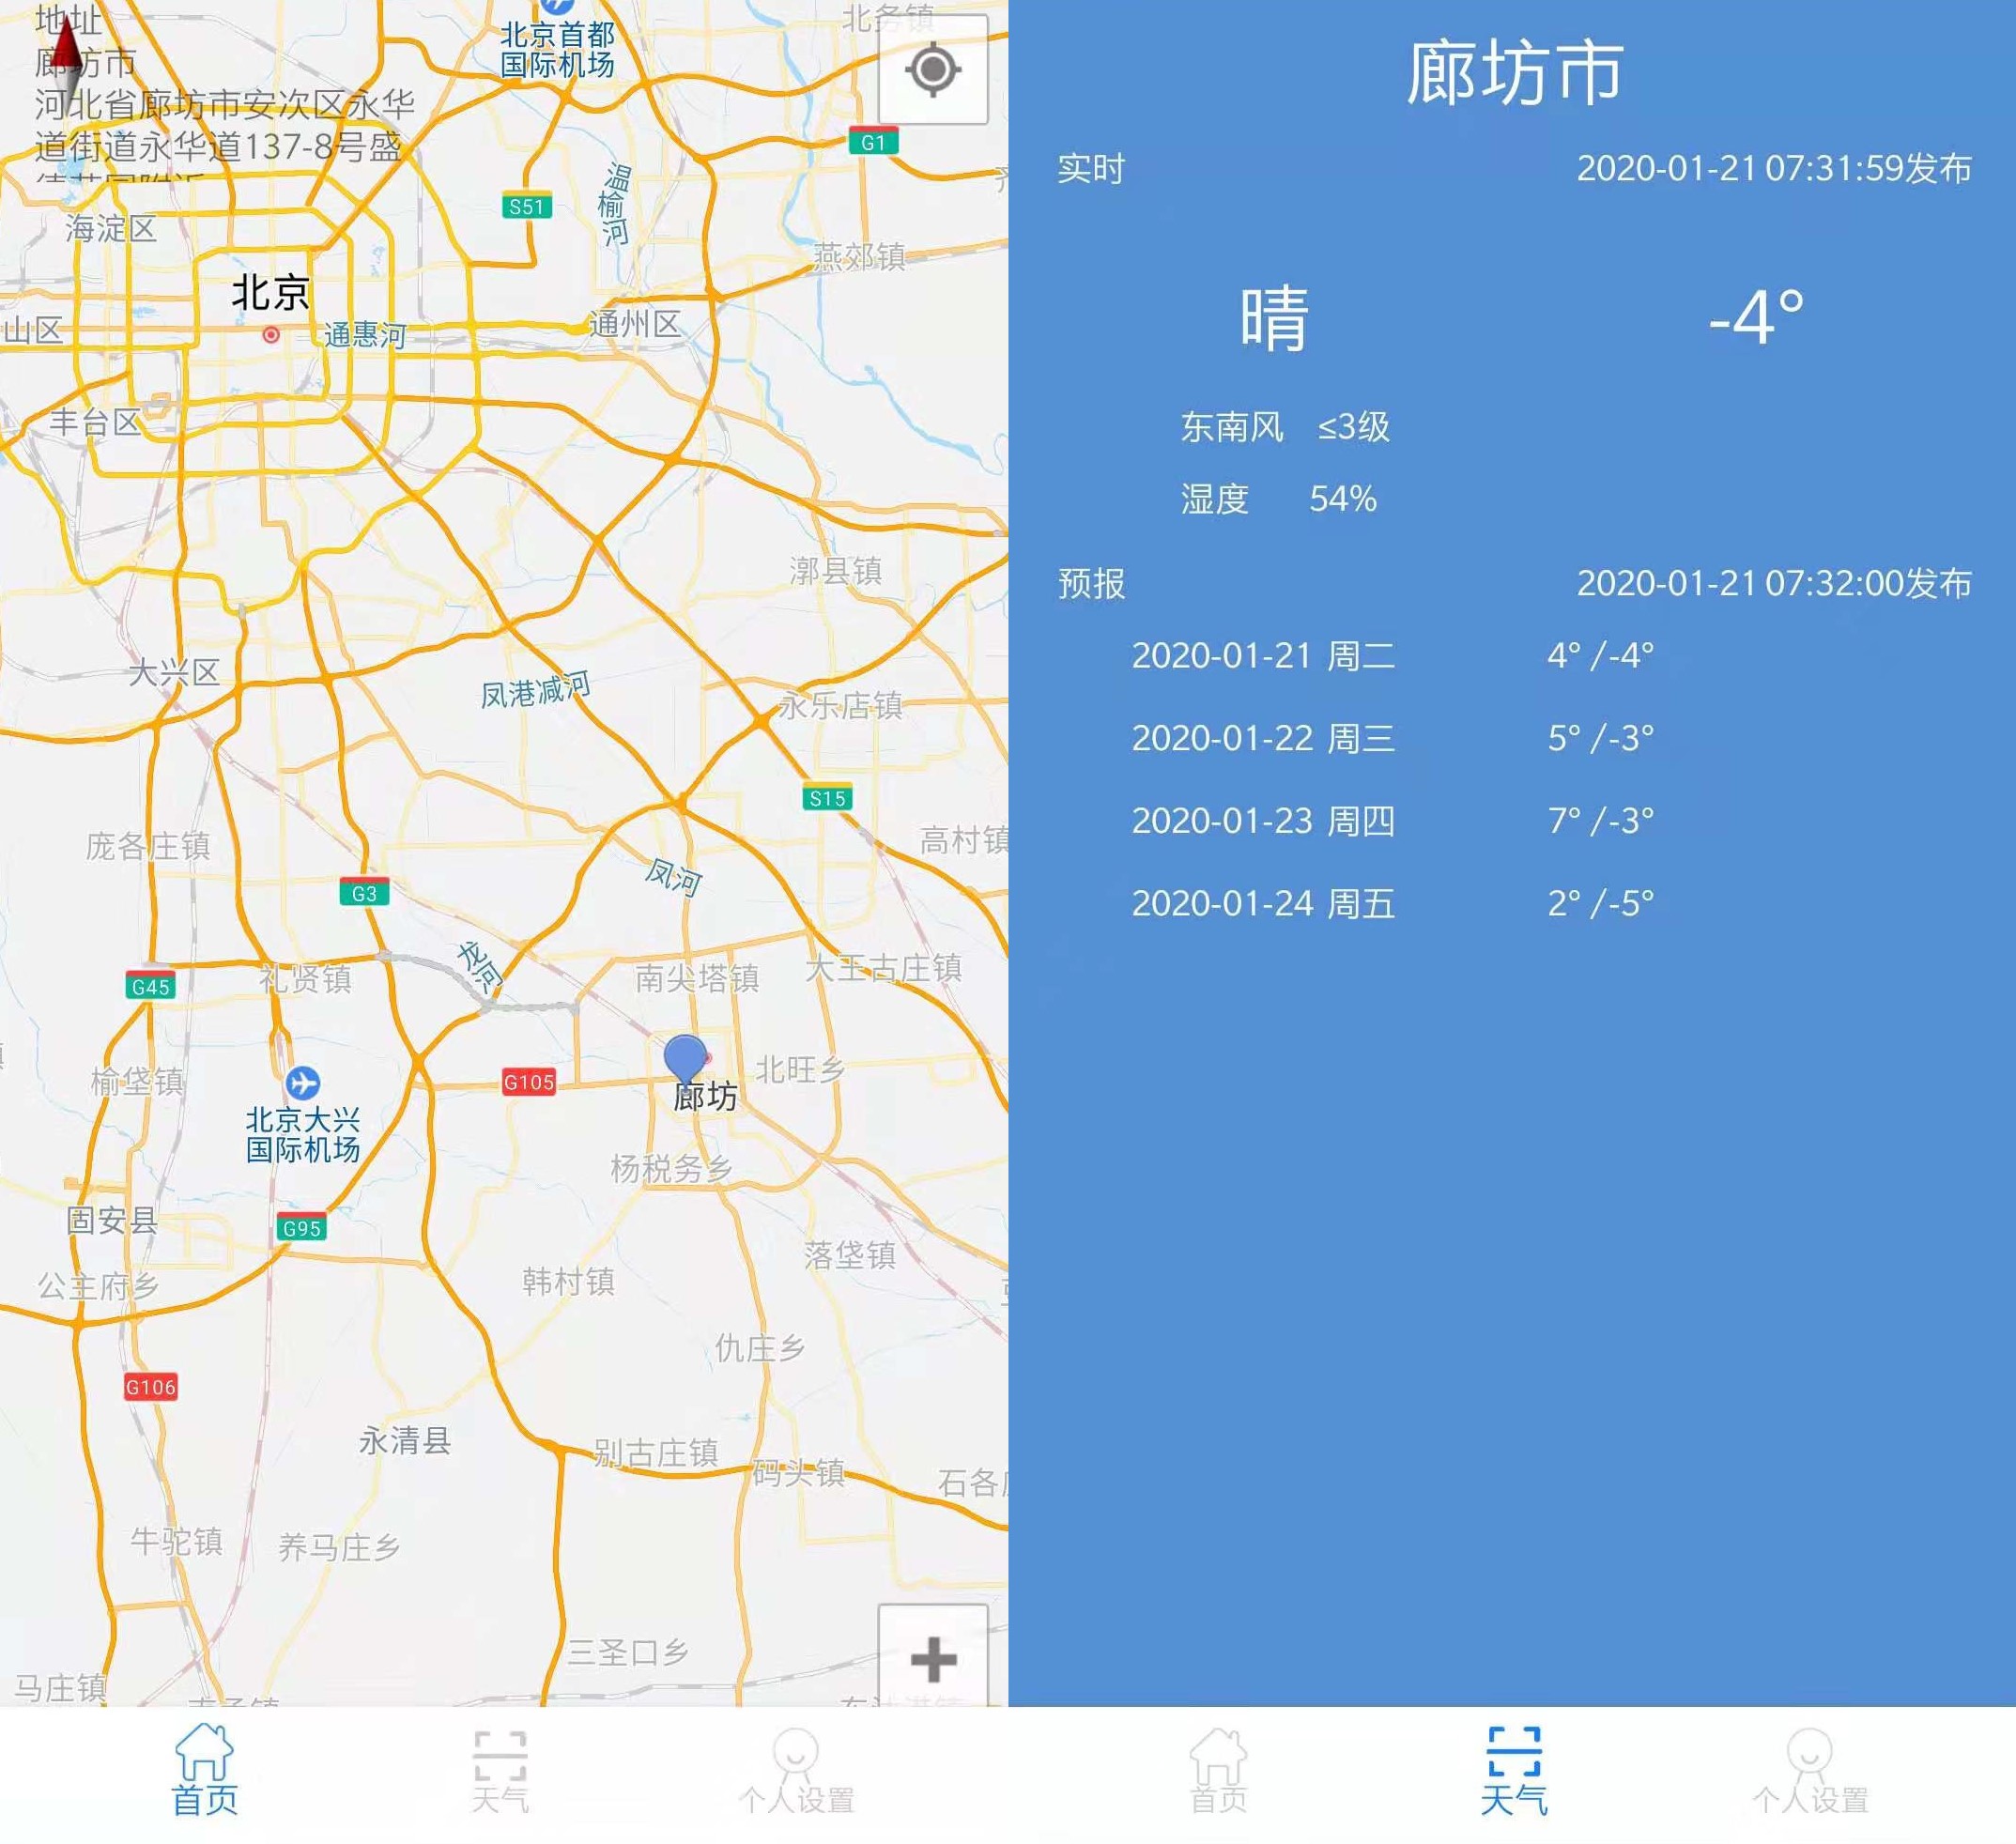 地址
廊坊市
河北省廊坊市安次区永华
道街道永华道137-8号盛
北京首都
国际机场
北务镇
G1
温榆河
S51
海淀区
燕郊镇
北京
山区
通惠河
通州区
丰台区
漷县镇
大兴区
凤港减河
永乐店镇
S15
庞各庄镇
高村镇
凤河
G3
龙河
礼贤镇
南尖塔镇
大王古庄镇
G45
榆垡镇
G105
北旺乡
廊坊
北京大兴
国际机场
杨税务乡
固安县
G95
落垡镇
公主府乡
韩村镇
仇庄乡
G106
永清县
别古庄镇
码头镇
石各
牛驼镇
养马庄乡
三圣口乡
马庄镇
首页
天气
个人设置
廊坊市
实时 2020-01-21 07:31:59发布
晴 -4°
东南风 ≤3级
湿度 54%
预报 2020-01-21 07:32:00发布
2020-01-21 周二 4° /-4°
2020-01-22 周三 5° /-3°
2020-01-23 周四 7° /-3°
2020-01-24 周五 2° /-5°
首页
天气
个人设置